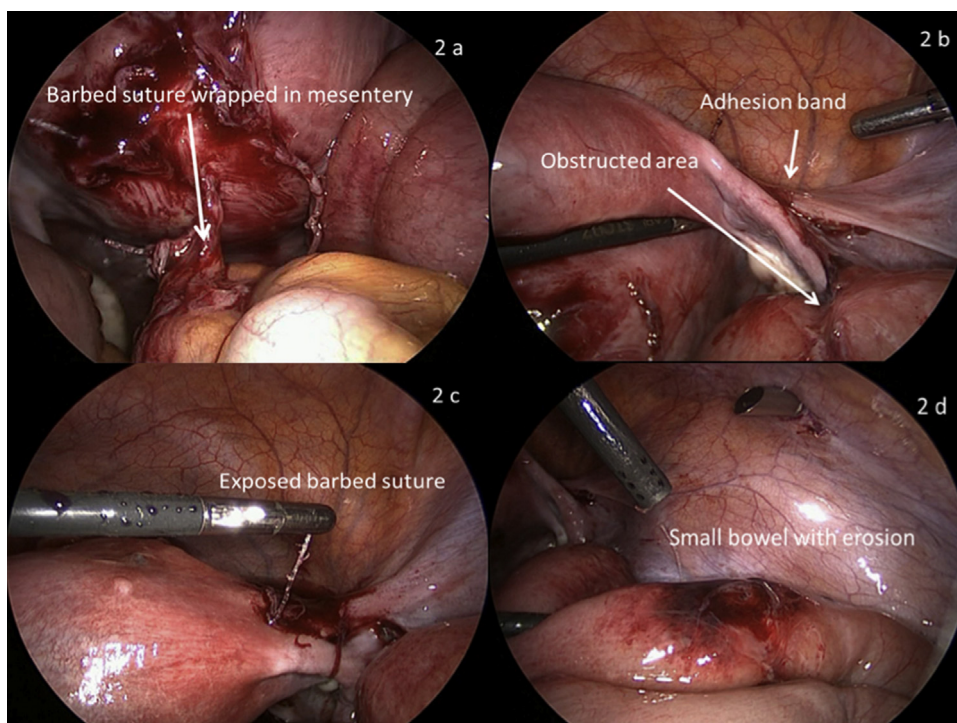 2 a
Barbed suture wrapped in mesentery
2 b
Adhesion band
Obstructed area
2 c
Exposed barbed suture
2 d
Small bowel with erosion